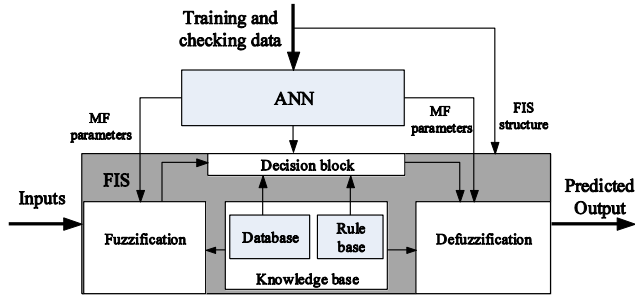 Training and
checking data
ANN
MF
parameters
MF
parameters
FIS
structure
Decision block
FIS
Inputs
Predicted
Output
Fuzzification
Database
Rule
base
Defuzzification
Knowledge base